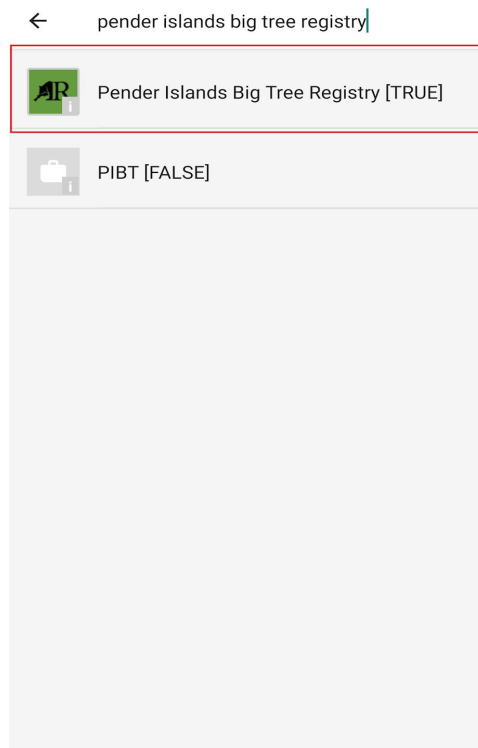 pender islands big tree registry
Pender Islands Big Tree Registry [TRUE]
PIBT [FALSE]